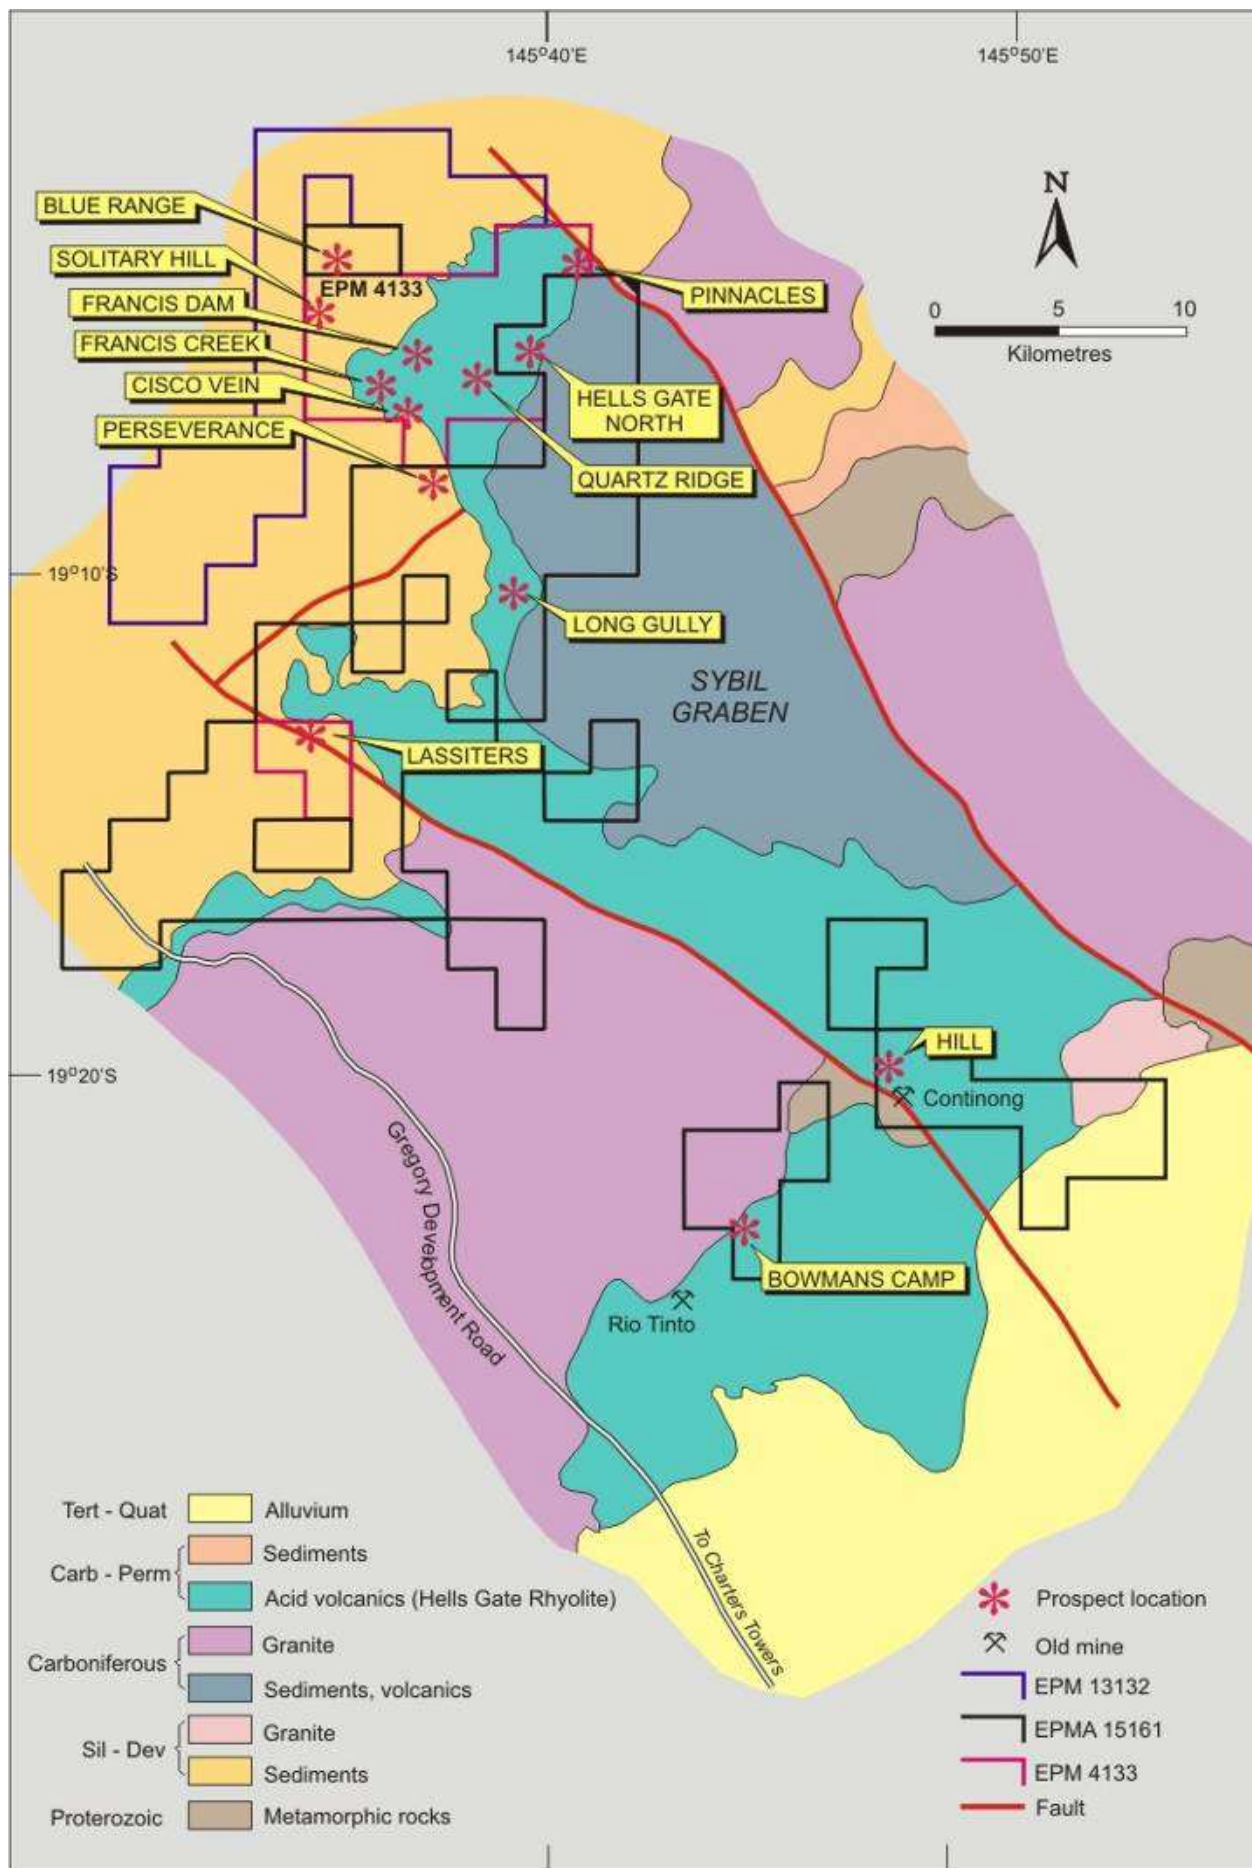 145°40'E
145°50'E
N
BLUE RANGE
SOLITARY HILL
EPM 4133
FRANCIS DAM
PINNACLES
0 5 10
Kilometres
FRANCIS CREEK
CISCO VEIN
HELLS GATE
NORTH
PERSEVERANCE
QUARTZ RIDGE
19°10'S
LONG GULLY
SYBIL
GRABEN
LASSITERS
HILL
19°20'S
Continong
Gregory Development Road
BOWMANS CAMP
Rio Tinto
To Charters Towers
Tert - Quat
Alluvium
Carb - Perm
Sediments
Acid volcanics (Hells Gate Rhyolite)
Carboniferous
Granite
Sediments, volcanics
Sil - Dev
Granite
Sediments
Proterozoic
Metamorphic rocks
Prospect location
Old mine
EPM 13132
EPMA 15161
EPM 4133
Fault